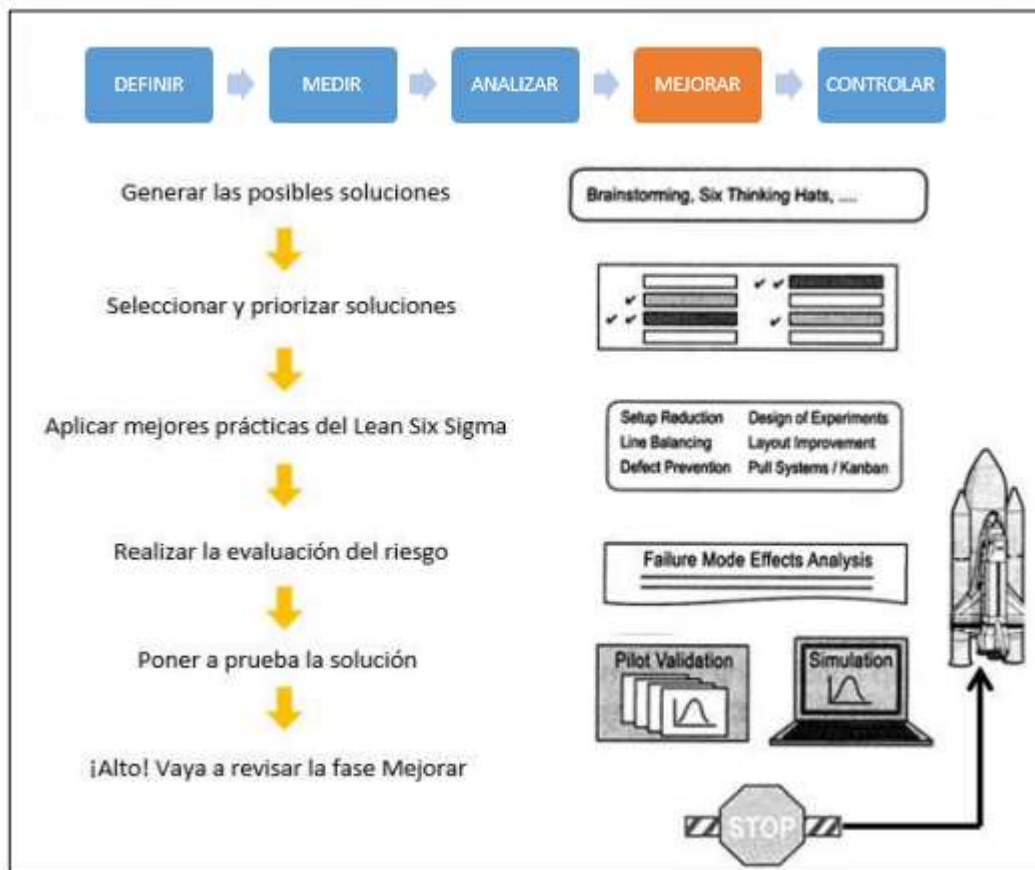 DEFINIR
MEDIR
ANALIZAR
MEJORAR
CONTROLAR
Generar las posibles soluciones
Brainstorming, Six Thinking Hats, ....
Seleccionar y priorizar soluciones
Aplicar mejores prácticas del Lean Six Sigma
Setup Reduction
Design of Experiments
Line Balancing
Layout Improvement
Defect Prevention
Pull Systems / Kanban
Realizar la evaluación del riesgo
Failure Mode Effects Analysis
Poner a prueba la solución
Pilot Validation
Simulation
¡Alto! Vaya a revisar la fase Mejorar
STOP